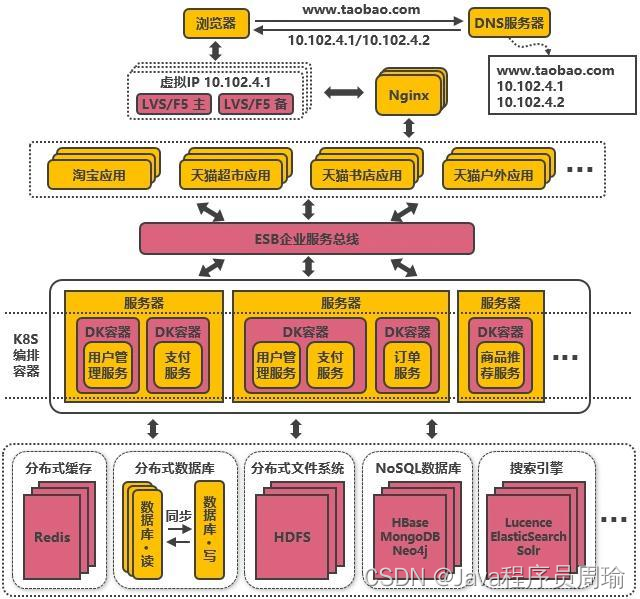 www.taobao.com
浏览器
DNS服务器
10.102.4.1/10.102.4.2
虚拟IP 10.102.4.1
LVS/F5 主
LVS/F5 备
Nginx
www.taobao.com
10.102.4.1
10.102.4.2
淘宝应用
天猫超市应用
天猫书店应用
天猫户外应用
...
ESB企业服务总线
K8S
编排
容器
服务器
DK容器
用户管
理服务
DK容器
支付
服务
服务器
DK容器
用户管
理服务
支付
服务
DK容器
订单
服务
服务器
DK容器
商品推
荐服务
...
分布式缓存
Redis
分布式数据库
数据库·读
同步
数据库·写
分布式文件系统
HDFS
NoSQL数据库
HBase
MongoDB
Neo4j
搜索引擎
Lucence
ElasticSearch
Solr
...
CSDN @Java程序员周瑜